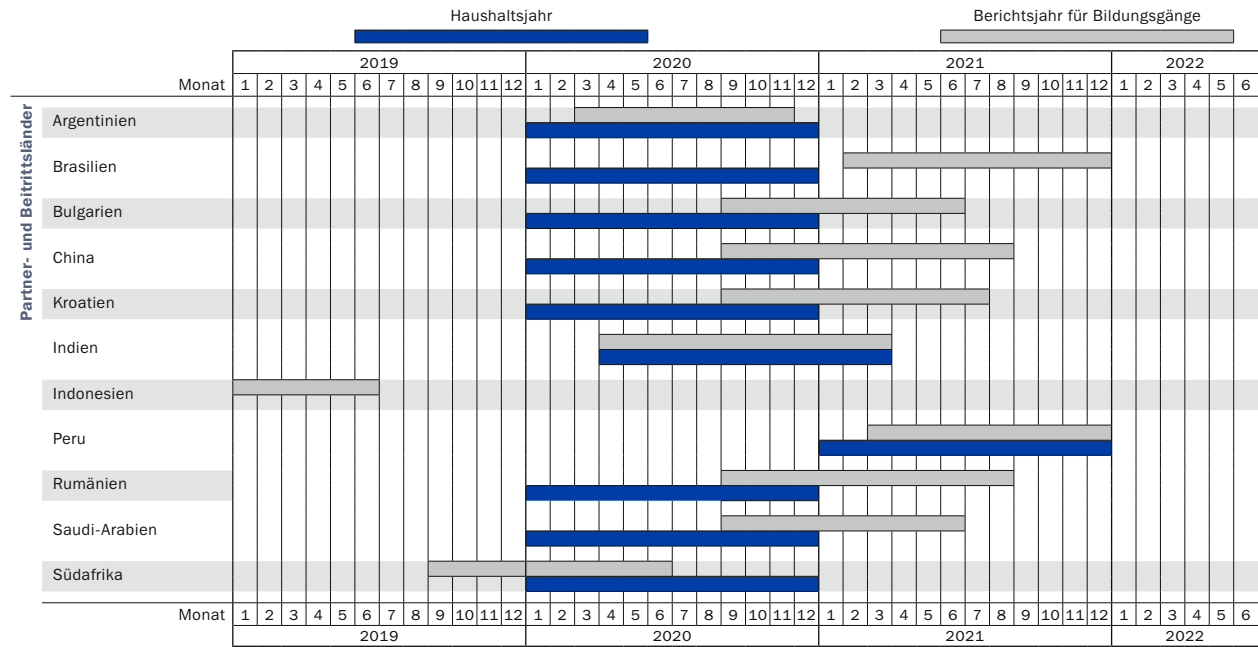 Haushaltsjahr Berichtsjahr für Bildungsgänge
2019 2020 2021 2022
Monat 1 2 3 4 5 6 7 8 9 10 11 12 1 2 3 4 5 6 7 8 9 10 11 12 1 2 3 4 5 6 7 8 9 10 11 12 1 2 3 4 5 6
Partner- und Beitrittsländer
Argentinien
Brasilien
Bulgarien
China
Kroatien
Indien
Indonesien
Peru
Rumänien
Saudi-Arabien
Südafrika
Monat 1 2 3 4 5 6 7 8 9 10 11 12 1 2 3 4 5 6 7 8 9 10 11 12 1 2 3 4 5 6 7 8 9 10 11 12 1 2 3 4 5 6
2019 2020 2021 2022